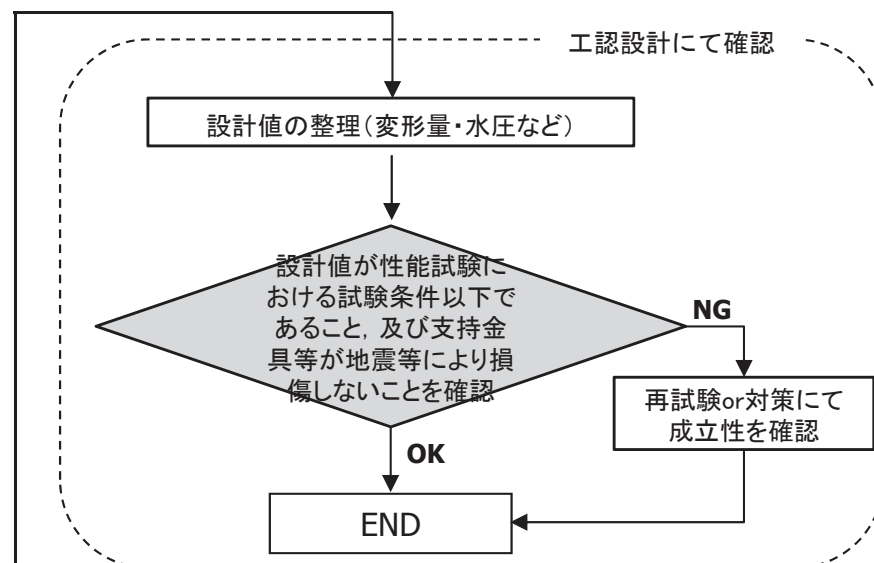 工認設計にて確認
設計値の整理(変形量・水圧など)
設計値が性能試験に
おける試験条件以下で
あること，及び支持金
具等が地震等により損
傷しないことを確認
NG
再試験or対策にて
成立性を確認
OK
END